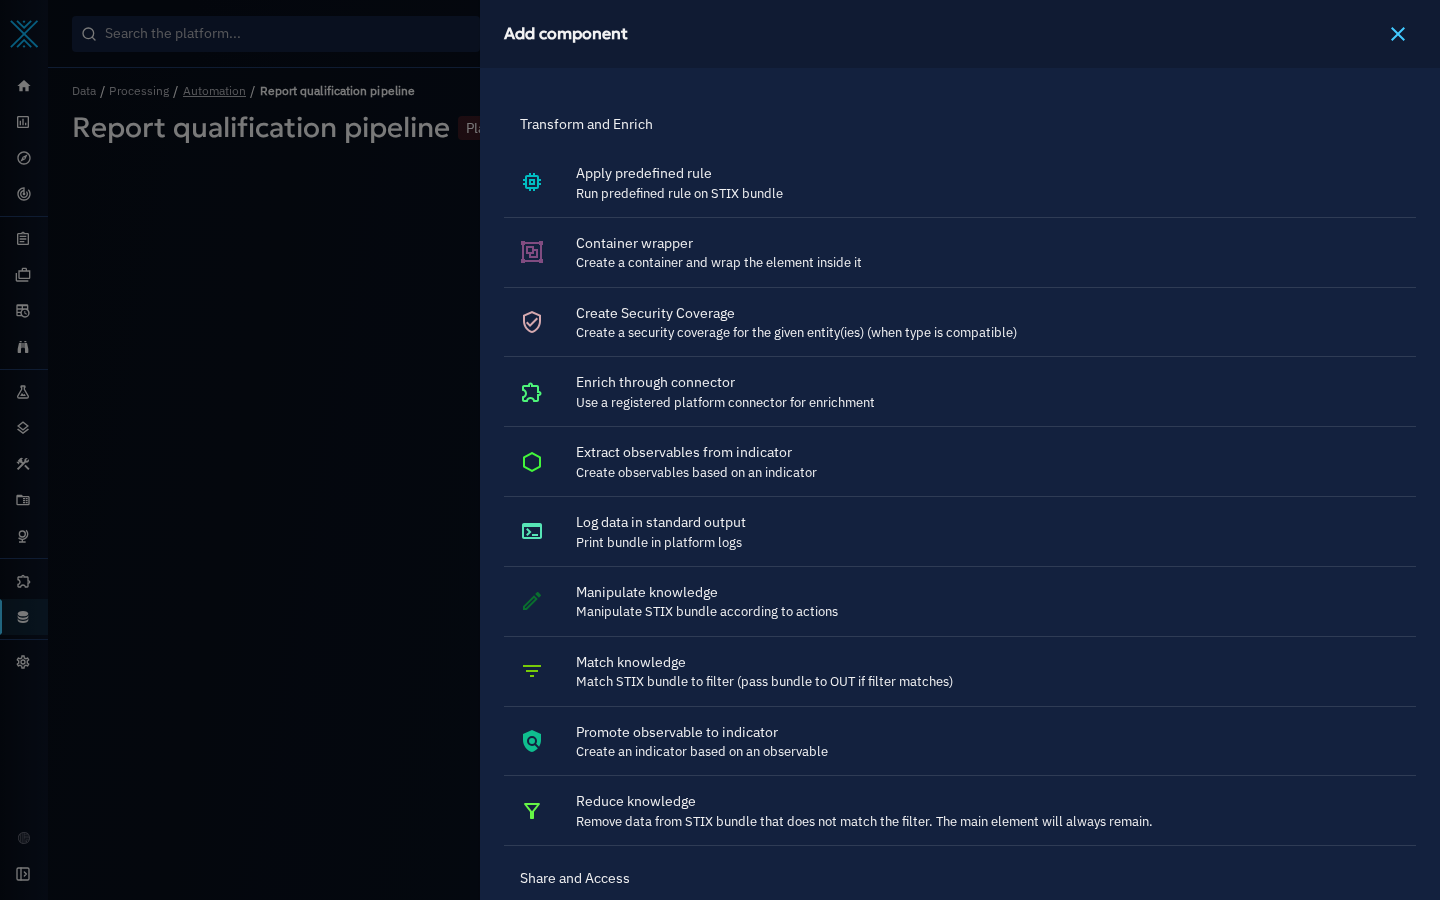 Search the platform...
Data / Processing / Automation / Report qualification pipeline
Report qualification pipeline
Add component
Transform and Enrich
Apply predefined rule
Run predefined rule on STIX bundle
Container wrapper
Create a container and wrap the element inside it
Create Security Coverage
Create a security coverage for the given entity(ies) (when type is compatible)
Enrich through connector
Use a registered platform connector for enrichment
Extract observables from indicator
Create observables based on an indicator
Log data in standard output
Print bundle in platform logs
Manipulate knowledge
Manipulate STIX bundle according to actions
Match knowledge
Match STIX bundle to filter (pass bundle to OUT if filter matches)
Promote observable to indicator
Create an indicator based on an observable
Reduce knowledge
Remove data from STIX bundle that does not match the filter. The main element will always remain.
Share and Access